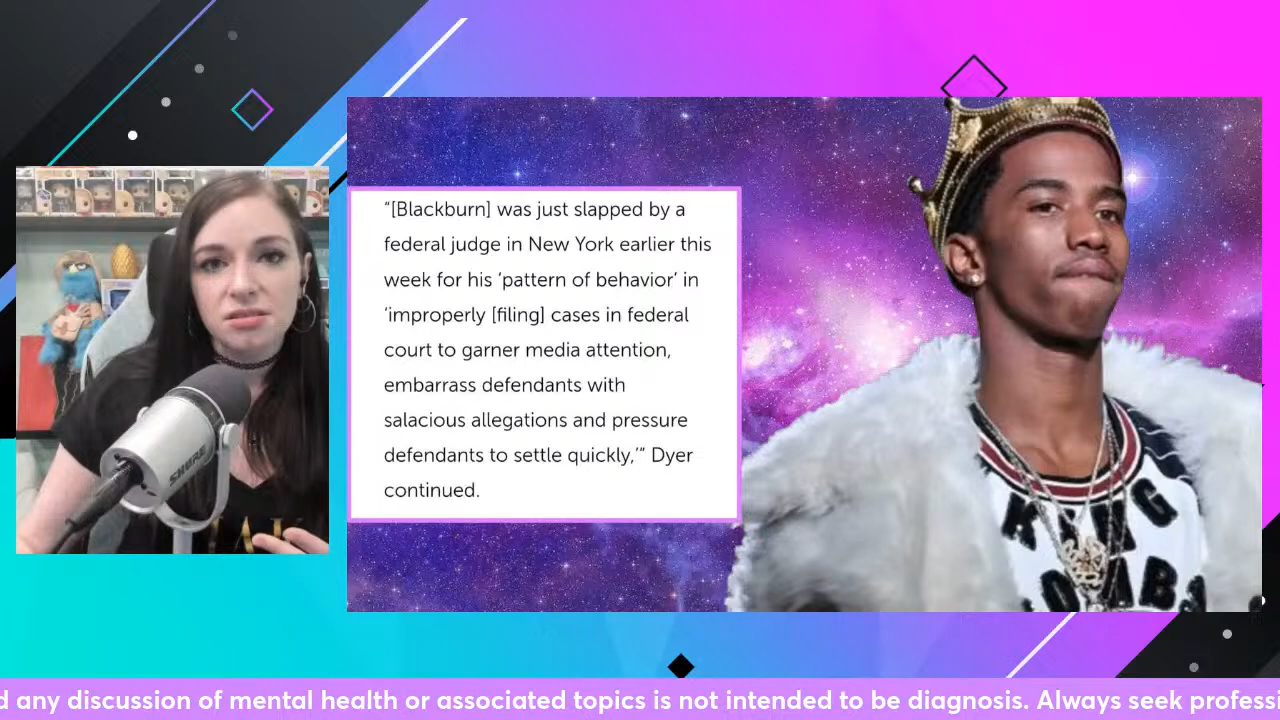 “[Blackburn] was just slapped by a
federal judge in New York earlier this
week for his ‘pattern of behavior’ in
‘improperly [filing] cases in federal
court to garner media attention,
embarrass defendants with
salacious allegations and pressure
defendants to settle quickly,’” Dyer
continued.
SHURE
KING
COMBS
d any discussion of mental health or associated topics is not intended to be diagnosis. Always seek professi